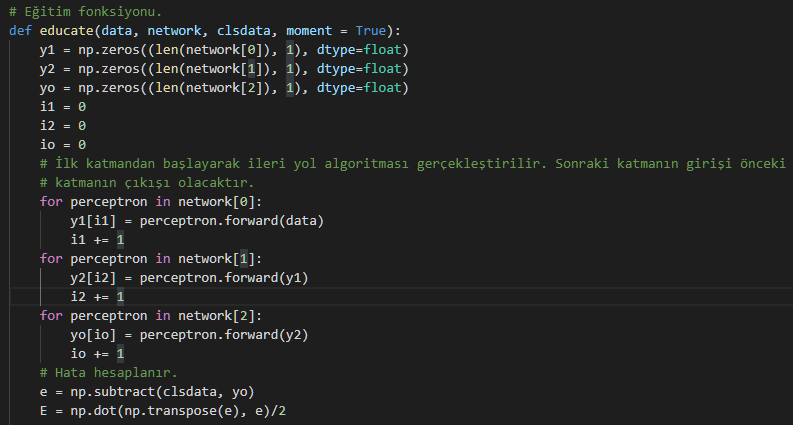 # Eğitim fonksiyonu.
def educate(data, network, clsdata, moment = True):
    y1 = np.zeros((len(network[0]), 1), dtype=float)
    y2 = np.zeros((len(network[1]), 1), dtype=float)
    yo = np.zeros((len(network[2]), 1), dtype=float)
    i1 = 0
    i2 = 0
    io = 0
    # İlk katmandan başlayarak ileri yol algoritması gerçekleştirilir. Sonraki katmanın girişi önceki
    # katmanın çıkışı olacaktır.
    for perceptron in network[0]:
        y1[i1] = perceptron.forward(data)
        i1 += 1
    for perceptron in network[1]:
        y2[i2] = perceptron.forward(y1)
        i2 += 1
    for perceptron in network[2]:
        yo[io] = perceptron.forward(y2)
        io += 1
    # Hata hesaplanır.
    e = np.subtract(clsdata, yo)
    E = np.dot(np.transpose(e), e)/2